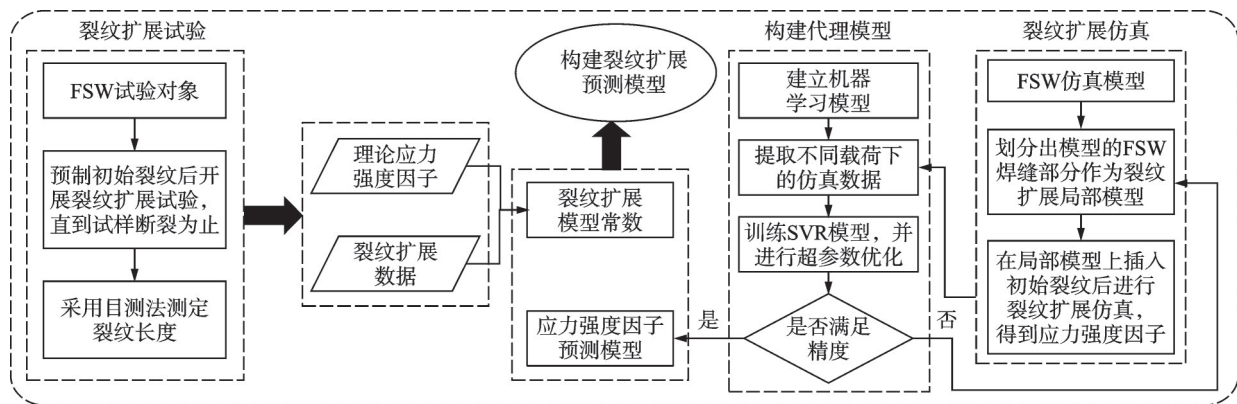 裂纹扩展试验
FSW试验对象
预制初始裂纹后开
展裂纹扩展试验，
直到试样断裂为止
采用目测法测定
裂纹长度
理论应力
强度因子
裂纹扩展
数据
构建裂纹扩展
预测模型
裂纹扩展
模型常数
应力强度因子
预测模型
构建代理模型
建立机器
学习模型
提取不同载荷下
的仿真数据
训练SVR模型，并
进行超参数优化
是否满足
精度
是
否
裂纹扩展仿真
FSW仿真模型
划分出模型的FSW
焊缝部分作为裂纹
扩展局部模型
在局部模型上插入
初始裂纹后进行
裂纹扩展仿真，
得到应力强度因子